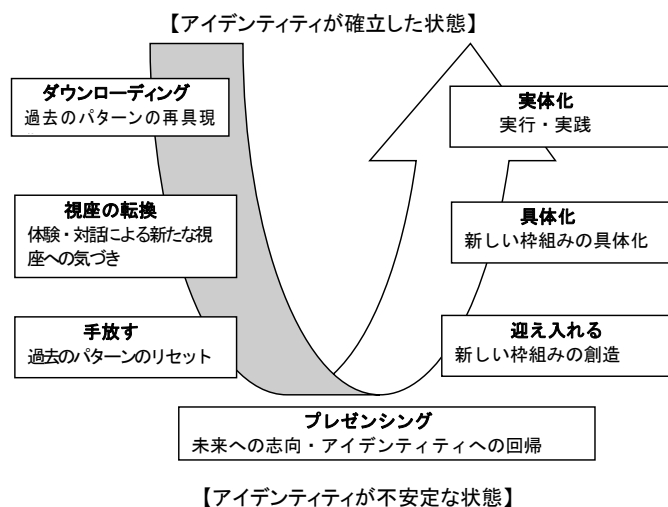 【アイデンティティが確立した状態】
ダウンローディング
過去のパターンの再具現
視座の転換
体験・対話による新たな視
座への気づき
手放す
過去のパターンのリセット
プレゼンシング
未来への志向・アイデンティティへの回帰
迎え入れる
新しい枠組みの創造
具体化
新しい枠組みの具体化
実体化
実行・実践
【アイデンティティが不安定な状態】